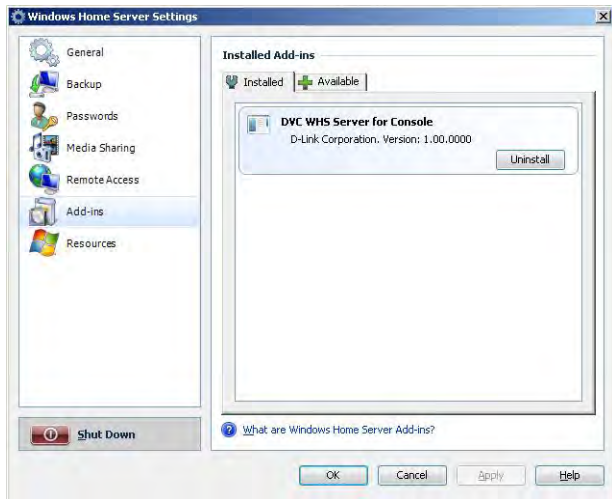 Windows Home Server Settings
General
Backup
Passwords
Media Sharing
Remote Access
Add-ins
Resources
Shut Down
Installed Add-ins
Installed
Available
DVC WHS Server for Console
D-Link Corporation. Version: 1.00.0000
Uninstall
What are Windows Home Server Add-ins?
OK
Cancel
Apply
Help